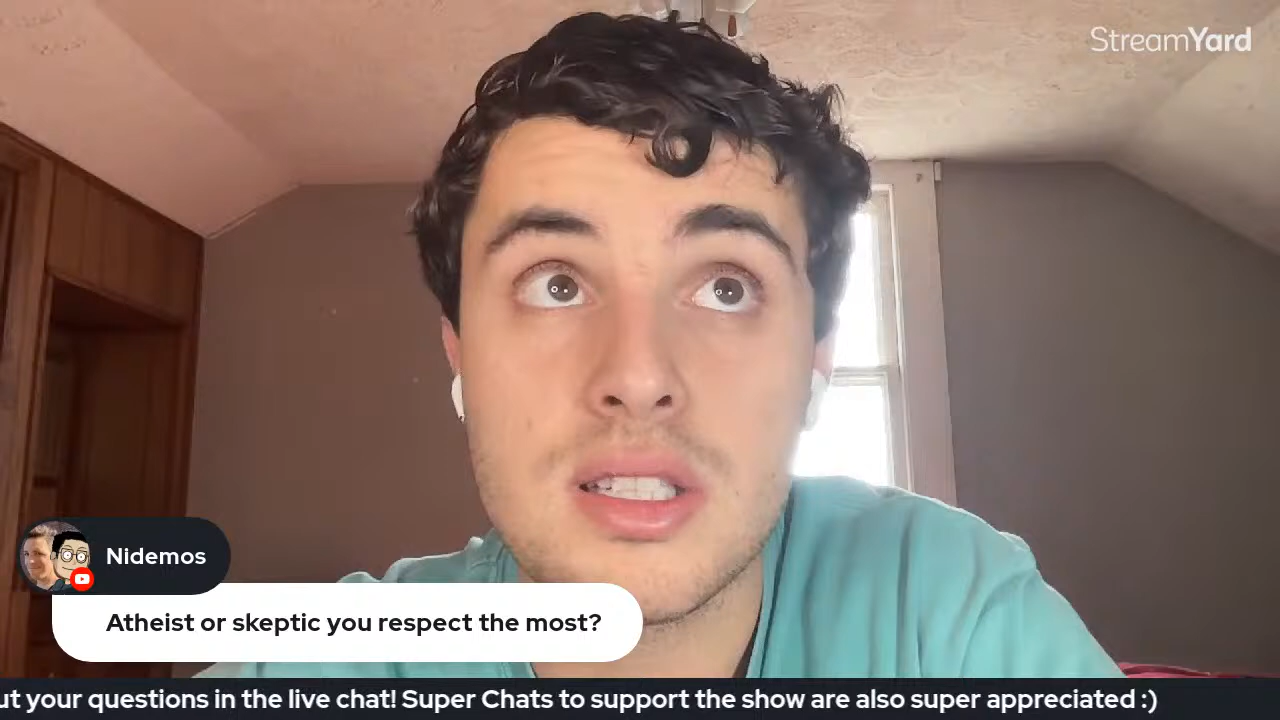 StreamYard
Nidemos
Atheist or skeptic you respect the most?
ut your questions in the live chat! Super Chats to support the show are also super appreciated :)